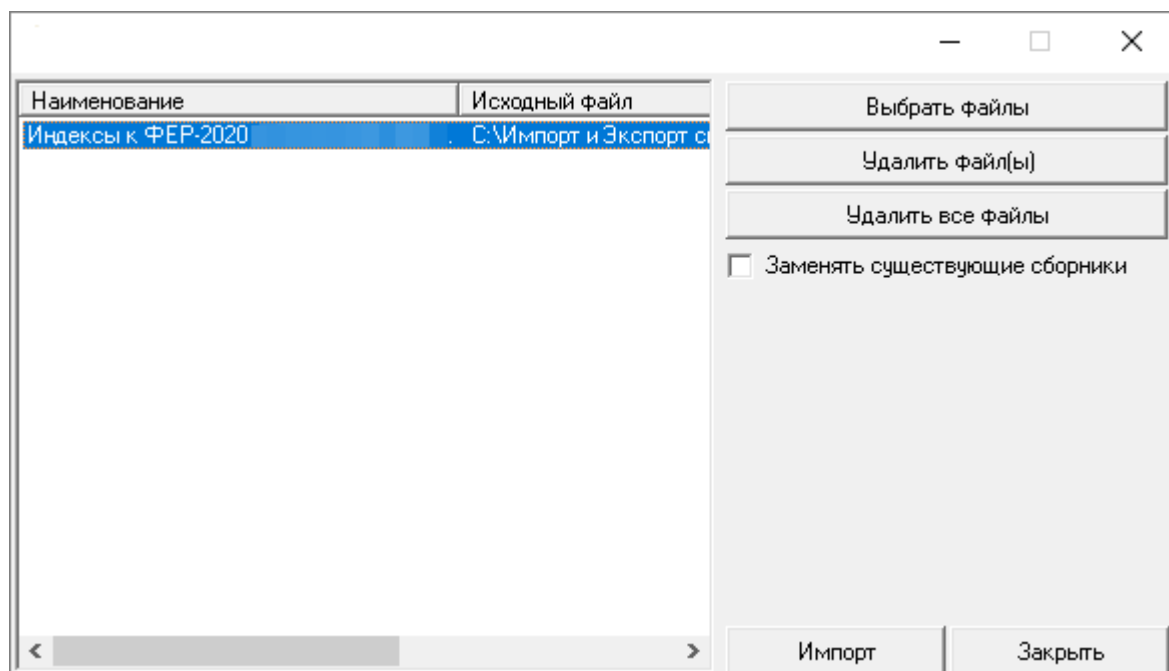 Наименование
Исходный файл
Индексы к ФЕР-2020
C:\Импорт и Экспорт
Выбрать файлы
Удалить файл(ы)
Удалить все файлы
Заменять существующие сборники
Импорт
Закрыть